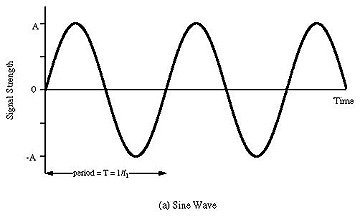 A
Signal Strength
0
Time
-A
period = T = 1/f₁
(a) Sine Wave